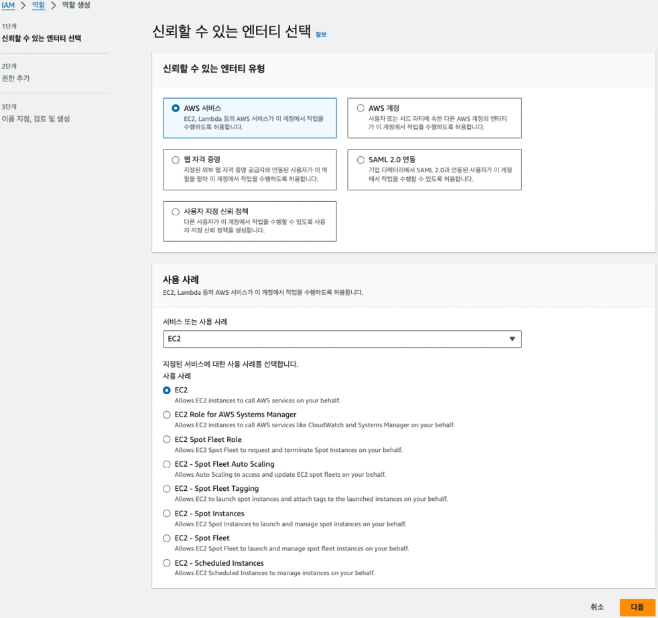 IAM > 역할 > 역할 생성
1단계
신뢰할 수 있는 엔터티 선택
2단계
권한 추가
3단계
이름 지정, 검토 및 생성
신뢰할 수 있는 엔터티 선택 정보
신뢰할 수 있는 엔터티 유형
AWS 서비스
EC2, Lambda 등의 AWS 서비스가 이 계정에서 작업을
수행하도록 허용합니다.
AWS 계정
사용자 또는 서드 파티에 속한 다른 AWS 계정의 엔터티
가 이 계정에서 작업을 수행하도록 허용합니다.
웹 자격 증명
지정된 외부 웹 자격 증명 공급자와 연동된 사용자가 이 역
할을 맡아 이 계정에서 작업을 수행하도록 허용합니다.
SAML 2.0 연동
기업 디렉터리에서 SAML 2.0과 연동된 사용자가 이 계정
에서 작업을 수행할 수 있도록 허용합니다.
사용자 지정 신뢰 정책
다른 사용자가 이 계정에서 작업을 수행할 수 있도록 사용
자 지정 신뢰 정책을 생성합니다.
사용 사례
EC2, Lambda 등의 AWS 서비스가 이 계정에서 작업을 수행하도록 허용합니다.
서비스 또는 사용 사례
EC2
지정된 서비스에 대한 사용 사례를 선택합니다.
사용 사례
EC2
Allows EC2 instances to call AWS services on your behalf.
EC2 Role for AWS Systems Manager
Allows EC2 instances to call AWS services like CloudWatch and Systems Manager on your behalf.
EC2 Spot Fleet Role
Allows EC2 Spot Fleet to request and terminate Spot Instances on your behalf.
EC2 - Spot Fleet Auto Scaling
Allows Auto Scaling to access and update EC2 spot fleets on your behalf.
EC2 - Spot Fleet Tagging
Allows EC2 to launch spot instances and attach tags to the launched instances on your behalf.
EC2 - Spot Instances
Allows EC2 Spot Instances to launch and manage spot instances on your behalf.
EC2 - Spot Fleet
Allows EC2 Spot Fleet to launch and manage spot fleet instances on your behalf.
EC2 - Scheduled Instances
Allows EC2 Scheduled Instances to manage instances on your behalf.
취소
다음